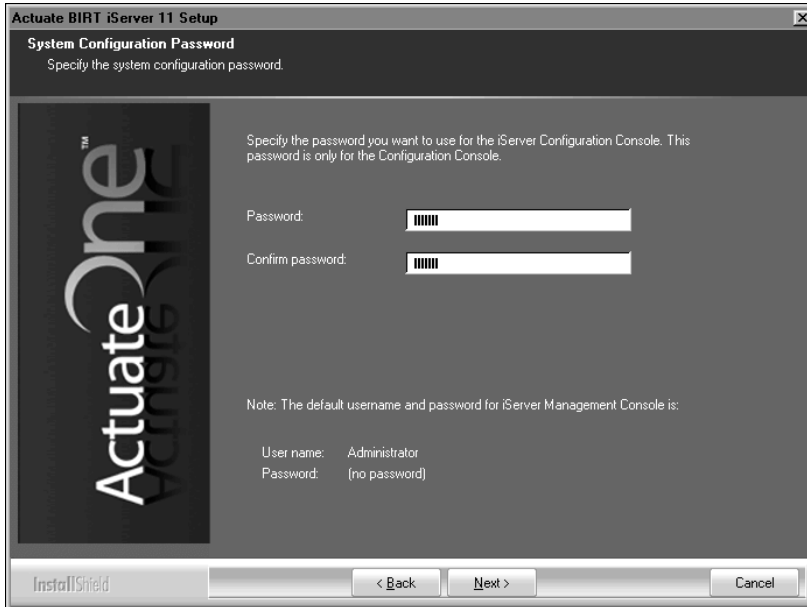 Actuate BIRT iServer 11 Setup
System Configuration Password
Specify the system configuration password.
ActuateOne™
Specify the password you want to use for the iServer Configuration Console. This
password is only for the Configuration Console.
Password:
Confirm password:
Note: The default username and password for iServer Management Console is:
User name: Administrator
Password: (no password)
InstallShield
< Back
Next >
Cancel